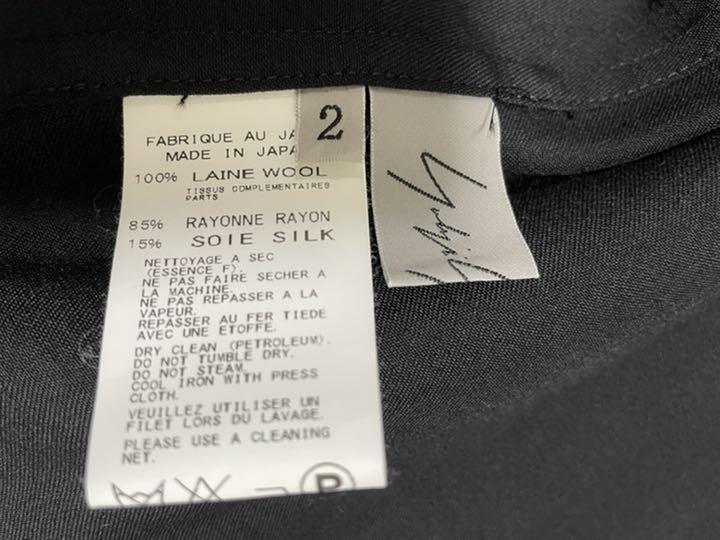 FABRIQUE AU JA
MADE IN JAPA
2
100% LAINE WOOL
TISSUS COMPLEMENTAIRES
PARTS
85% RAYONNE RAYON
15% SOIE SILK
NETTOYAGE A SEC
(ESSENCE F).
NE PAS FAIRE SECHER A
LA MACHINE.
NE PAS REPASSER A LA
VAPEUR.
REPASSER AU FER TIEDE
AVEC UNE ETOFFE.
DRY CLEAN (PETROLEUM).
DO NOT TUMBLE DRY.
DO NOT STEAM.
COOL IRON WITH PRESS
CLOTH.
VEUILLEZ UTILISER UN
FILET LORS DU LAVAGE.
PLEASE USE A CLEANING
NET.
P